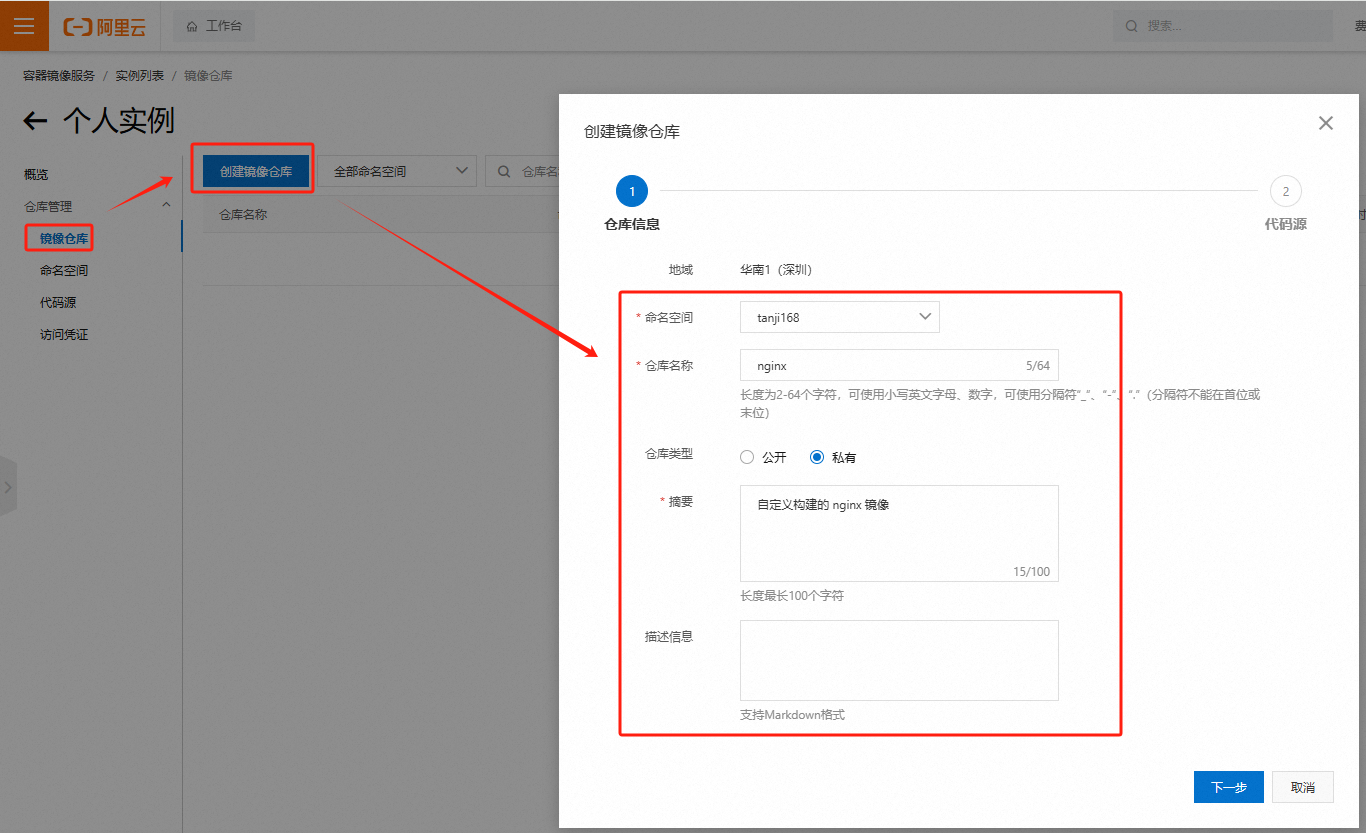 阿里云
工作台
搜索...
费
容器镜像服务 / 实例列表 / 镜像仓库
个人实例
概览
仓库管理
镜像仓库
命名空间
代码源
访问凭证
创建镜像仓库
全部命名空间
仓库名
仓库名称
创建镜像仓库
1
2
仓库信息
代码源
地域
华南1（深圳）
* 命名空间
tanji168
* 仓库名称
nginx
5/64
长度为2-64个字符，可使用小写英文字母、数字，可使用分隔符“_”、“-”、“.”（分隔符不能在首位或
末位）
仓库类型
公开
私有
* 摘要
自定义构建的 nginx 镜像
15/100
长度最长100个字符
描述信息
支持Markdown格式
下一步
取消